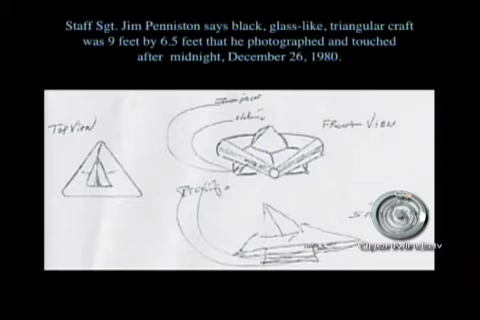 Staff Sgt. Jim Penniston says black, glass-like, triangular craft
was 9 feet by 6.5 feet that he photographed and touched
after midnight, December 26, 1980.
TOP VIEW
FRONT VIEW